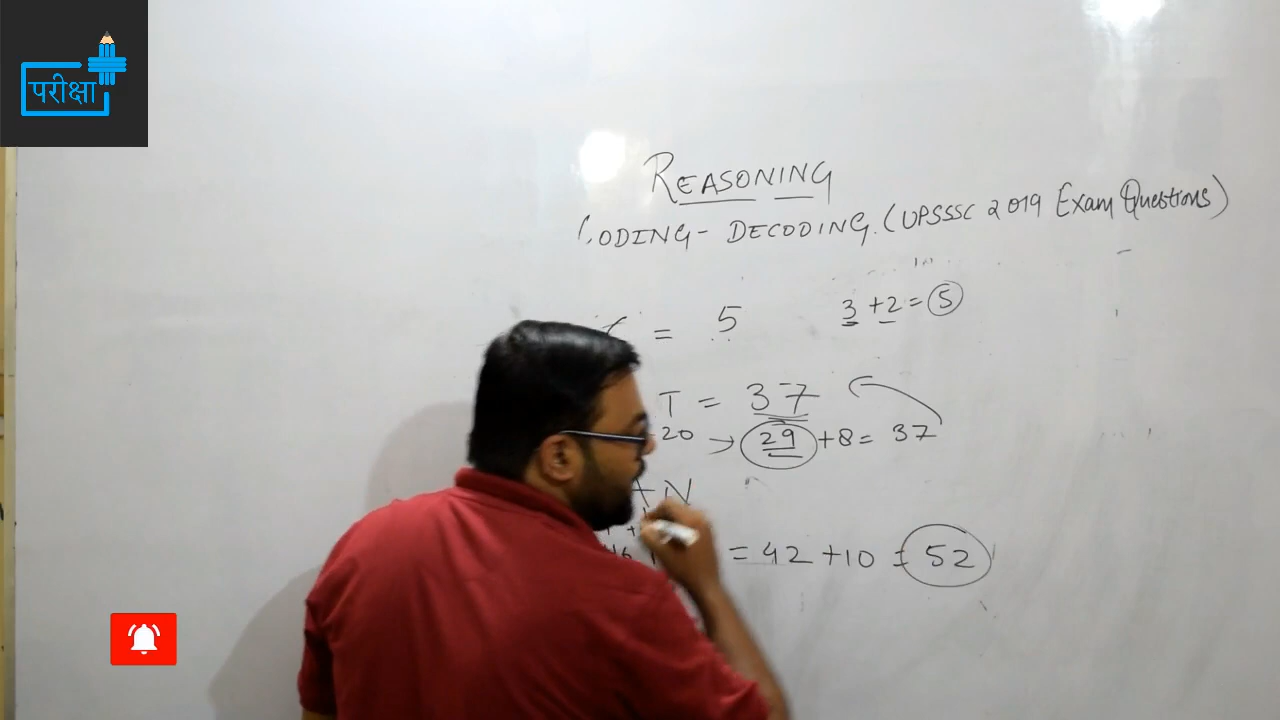 परीक्षा
REASONING
CODING - DECODING. (UPSSSC 2019 Exam Questions)
= 5 3 + 2 = 5
T = 37
20 → 29 + 8 = 37
N
= 42 + 10 = 52